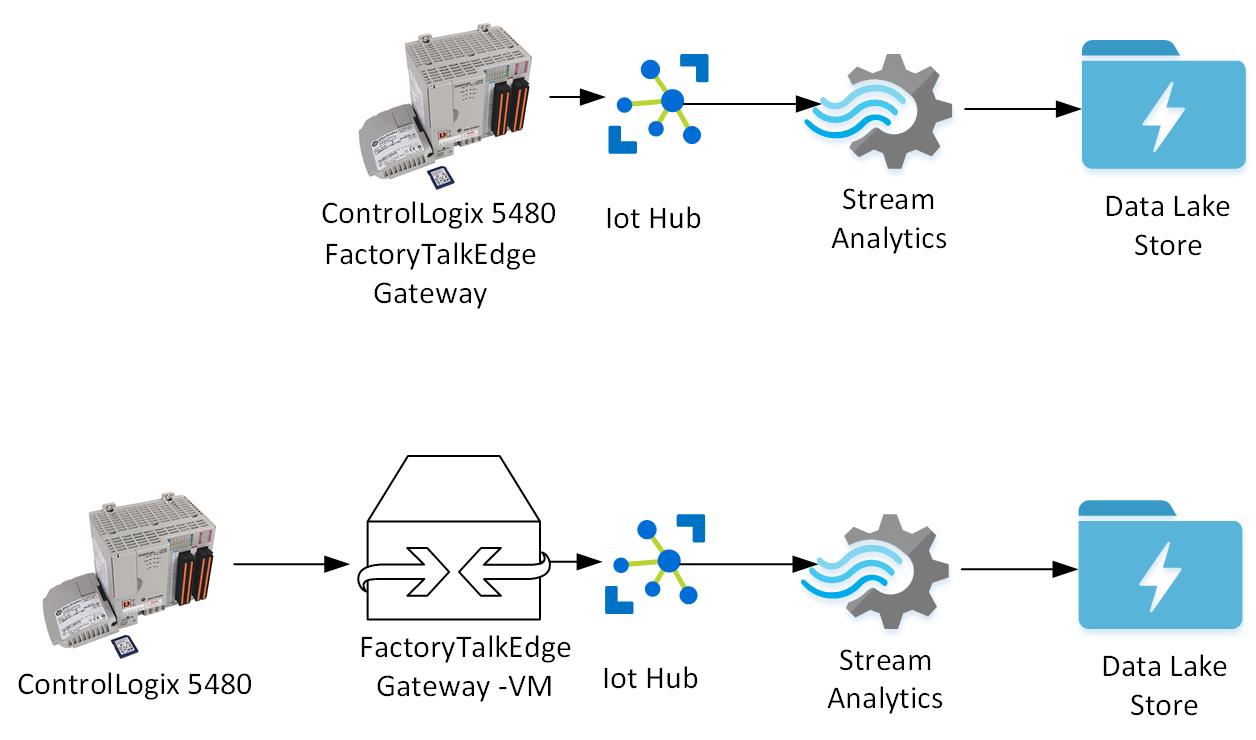 ControlLogix 5480
FactoryTalkEdge
Gateway
Iot Hub
Stream
Analytics
Data Lake
Store
ControlLogix 5480
FactoryTalkEdge
Gateway -VM
Iot Hub
Stream
Analytics
Data Lake
Store